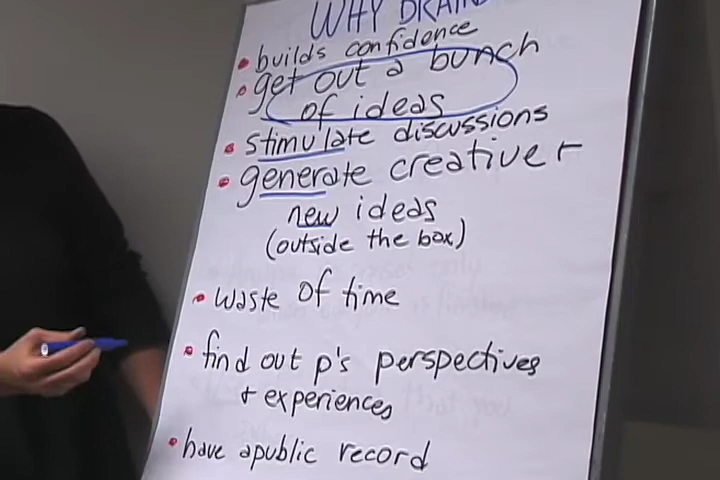 WHY BRAIN
• builds confidence
• get out a bunch
of ideas
• stimulate discussions
• generate creative +
new ideas
(outside the box)
• waste of time
• find out p's perspectives
+ experiences
• have a public record